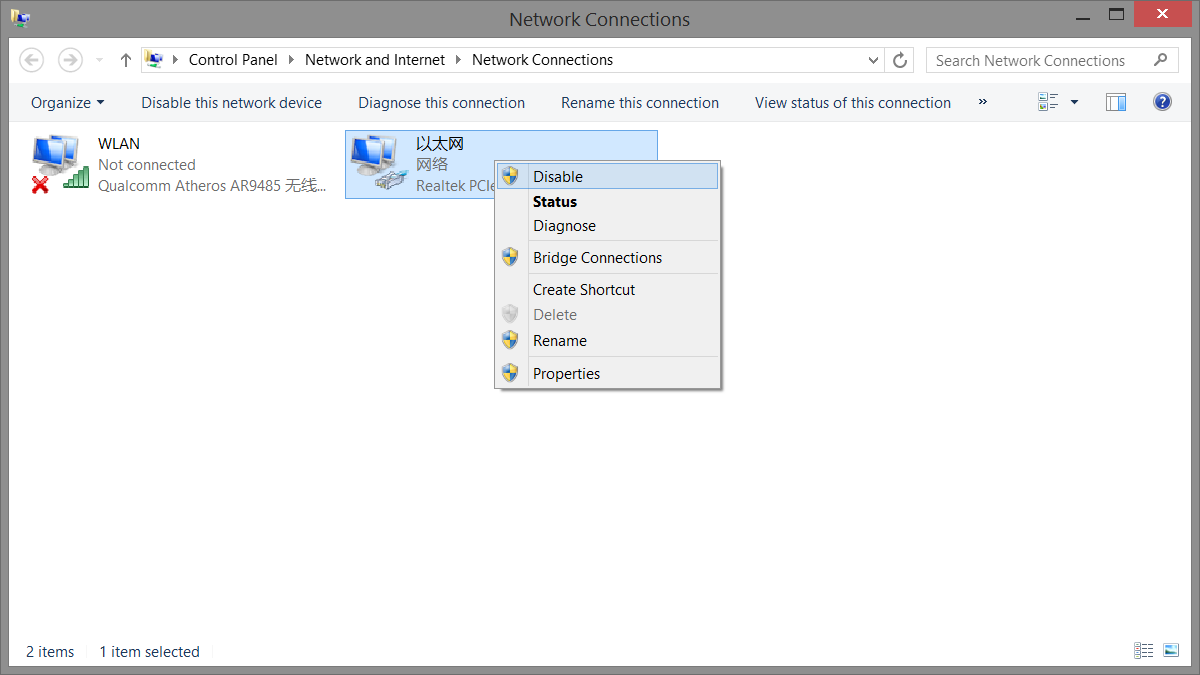 Network Connections
Control Panel Network and Internet Network Connections
Search Network Connections
Organize Disable this network device Diagnose this connection Rename this connection View status of this connection »
WLAN
Not connected
Qualcomm Atheros AR9485 无线...
以太网
网络
Realtek PCIe
Disable
Status
Diagnose
Bridge Connections
Create Shortcut
Delete
Rename
Properties
2 items 1 item selected